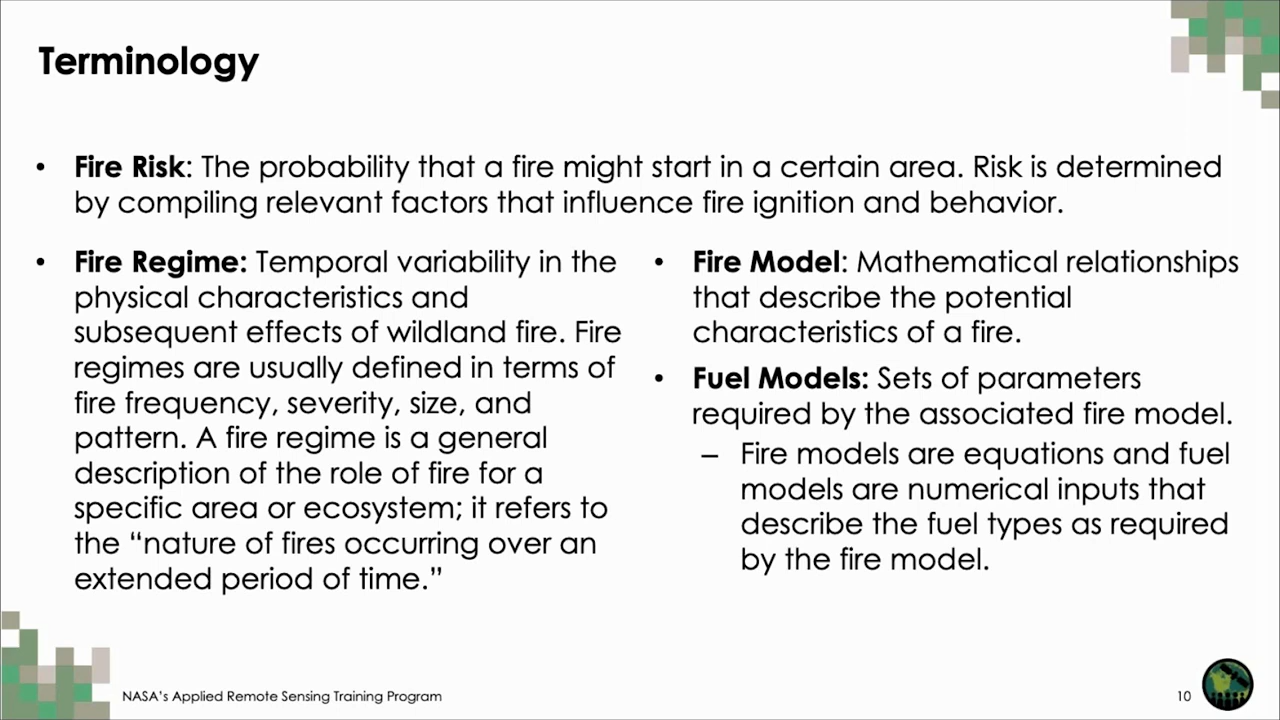 Terminology
• Fire Risk: The probability that a fire might start in a certain area. Risk is determined
by compiling relevant factors that influence fire ignition and behavior.
• Fire Regime: Temporal variability in the
physical characteristics and
subsequent effects of wildland fire. Fire
regimes are usually defined in terms of
fire frequency, severity, size, and
pattern. A fire regime is a general
description of the role of fire for a
specific area or ecosystem; it refers to
the “nature of fires occurring over an
extended period of time.”
• Fire Model: Mathematical relationships
that describe the potential
characteristics of a fire.
• Fuel Models: Sets of parameters
required by the associated fire model.
– Fire models are equations and fuel
models are numerical inputs that
describe the fuel types as required
by the fire model.
NASA’s Applied Remote Sensing Training Program
10